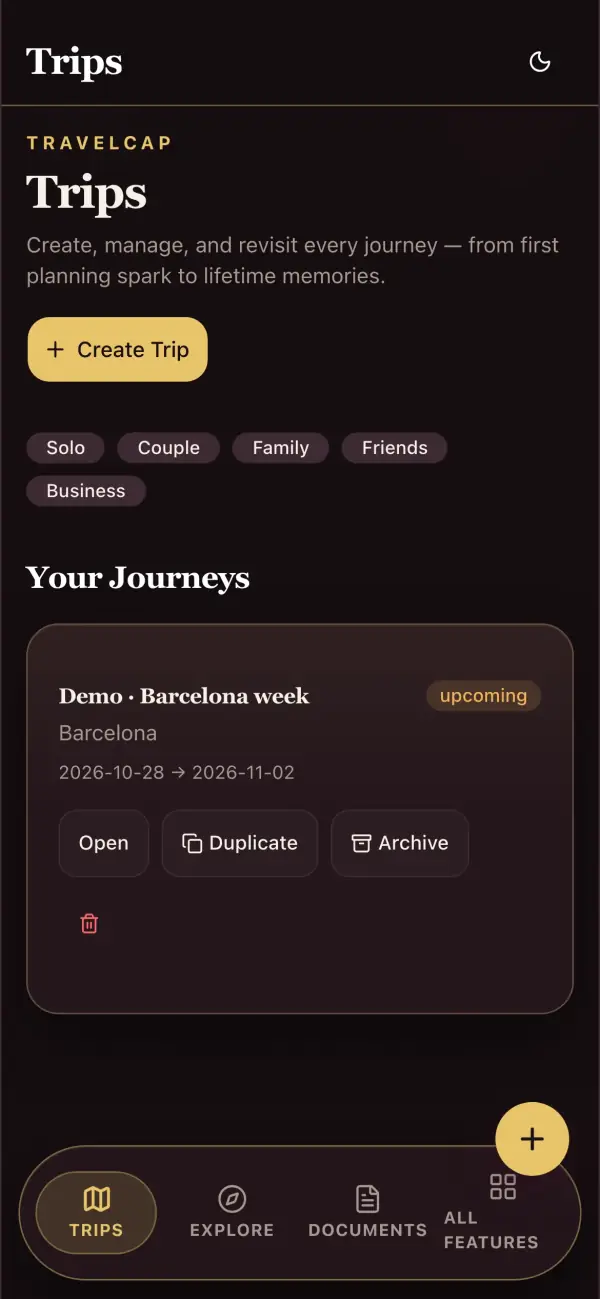 Trips
TRAVELCAP
Trips
Create, manage, and revisit every journey — from first
planning spark to lifetime memories.
+ Create Trip
Solo
Couple
Family
Friends
Business
Your Journeys
Demo · Barcelona week
upcoming
Barcelona
2026-10-28 → 2026-11-02
Open
Duplicate
Archive
TRIPS
EXPLORE
DOCUMENTS
ALL
FEATURES